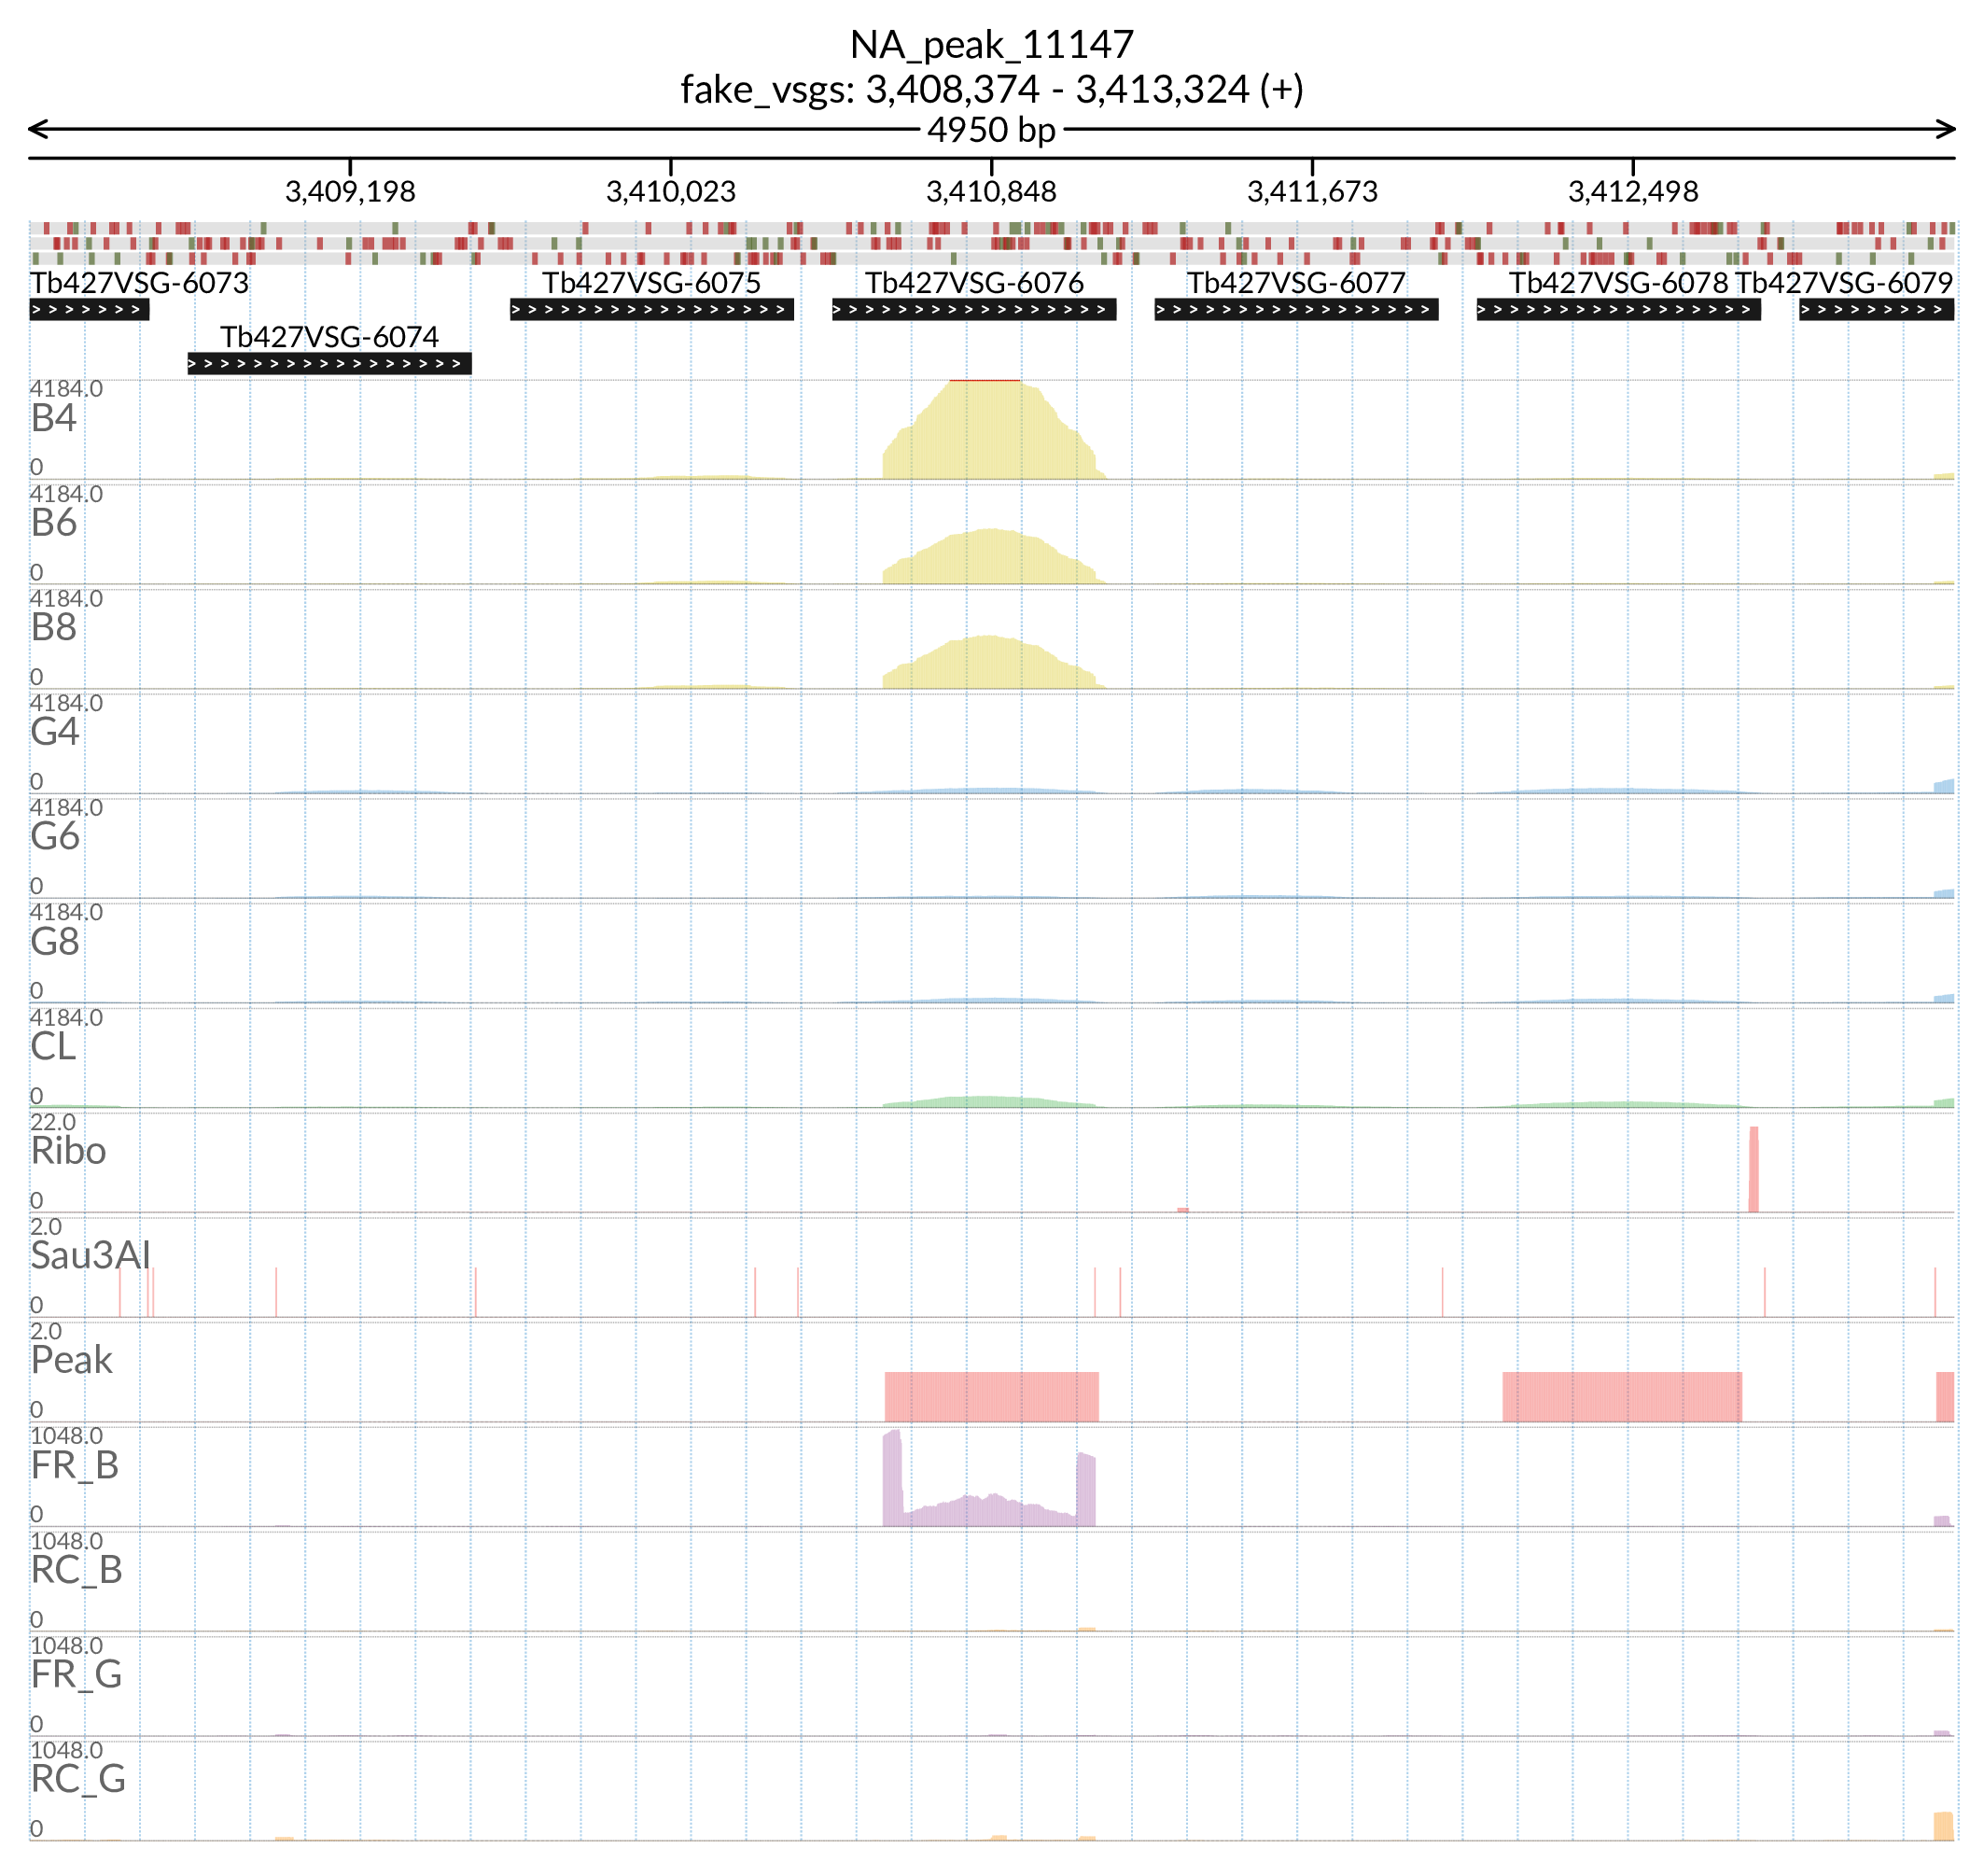 NA_peak_11147
fake_vsgs: 3,408,374 - 3,413,324 (+)
4950 bp
3,409,198 3,410,023 3,410,848 3,411,673 3,412,498
Tb427VSG-6073 Tb427VSG-6075 Tb427VSG-6076 Tb427VSG-6077 Tb427VSG-6078 Tb427VSG-6079
Tb427VSG-6074
4184.0
B4
0
4184.0
B6
0
4184.0
B8
0
4184.0
G4
0
4184.0
G6
0
4184.0
G8
0
4184.0
CL
0
22.0
Ribo
0
2.0
Sau3AI
0
2.0
Peak
0
1048.0
FR_B
0
1048.0
RC_B
0
1048.0
FR_G
0
1048.0
RC_G
0